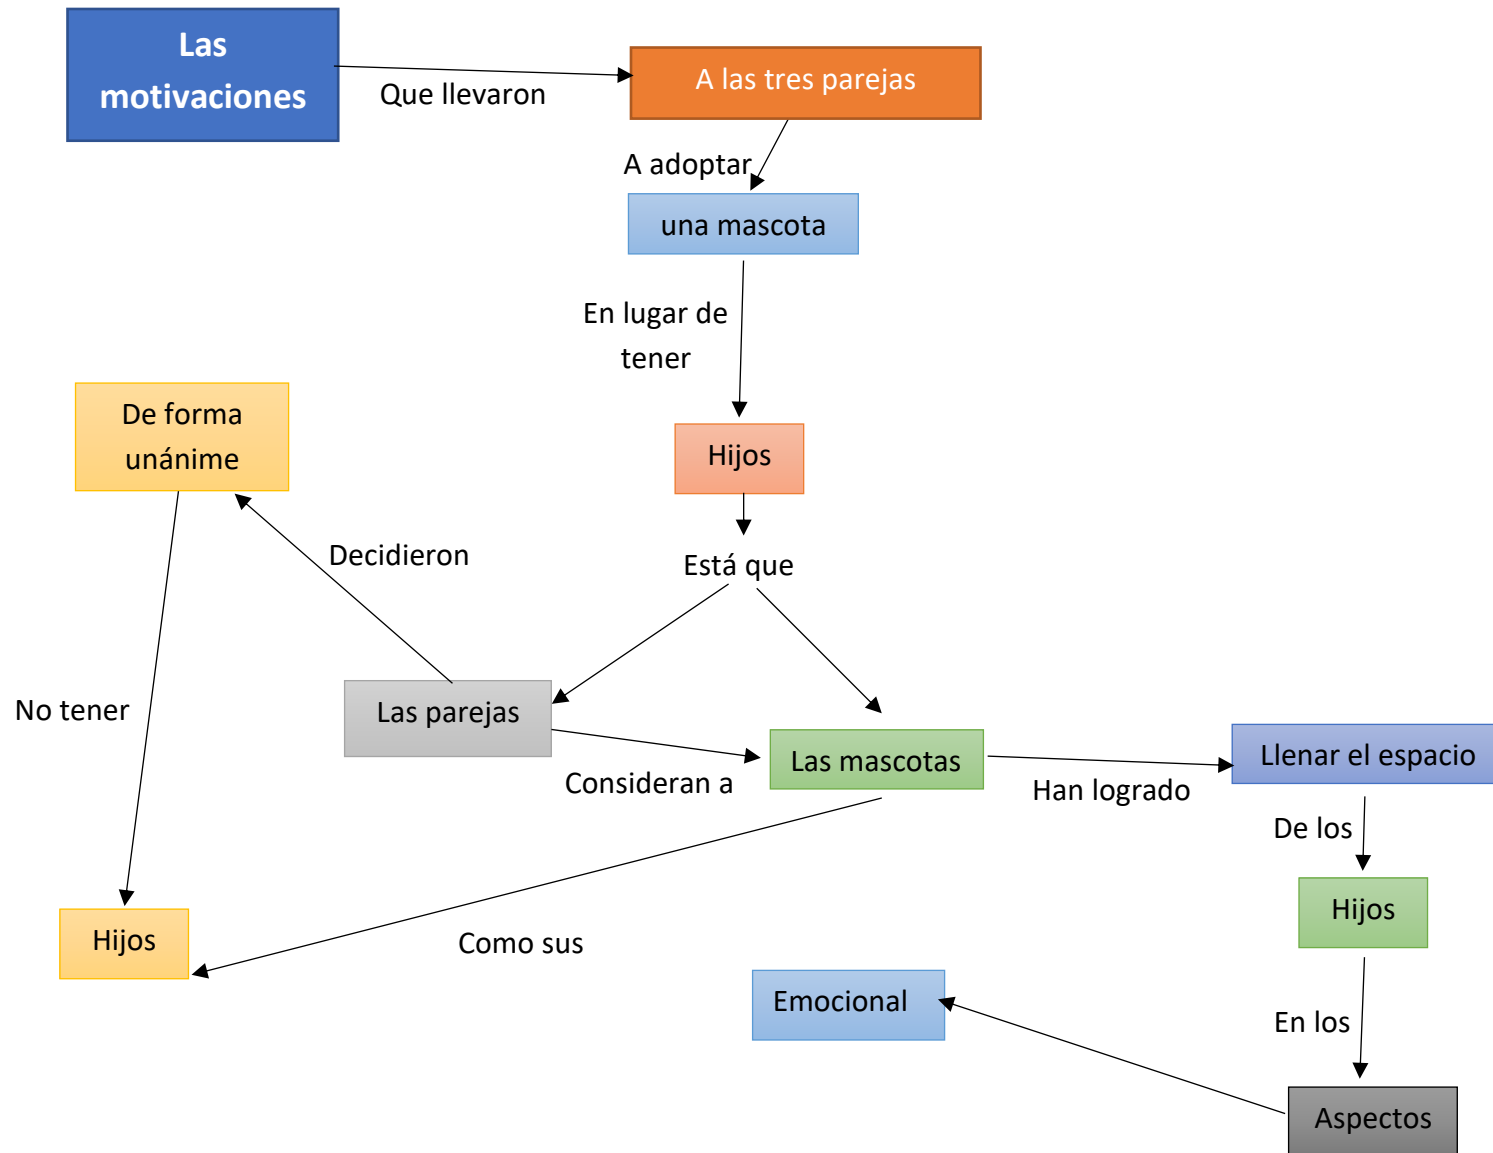 Las
motivaciones
Que llevaron
A las tres parejas
A adoptar
una mascota
En lugar de
tener
Hijos
Está que
De forma
unánime
Decidieron
No tener
Las parejas
Consideran a
Las mascotas
Han logrado
Llenar el espacio
De los
Hijos
Hijos
Como sus
Emocional
En los
Aspectos